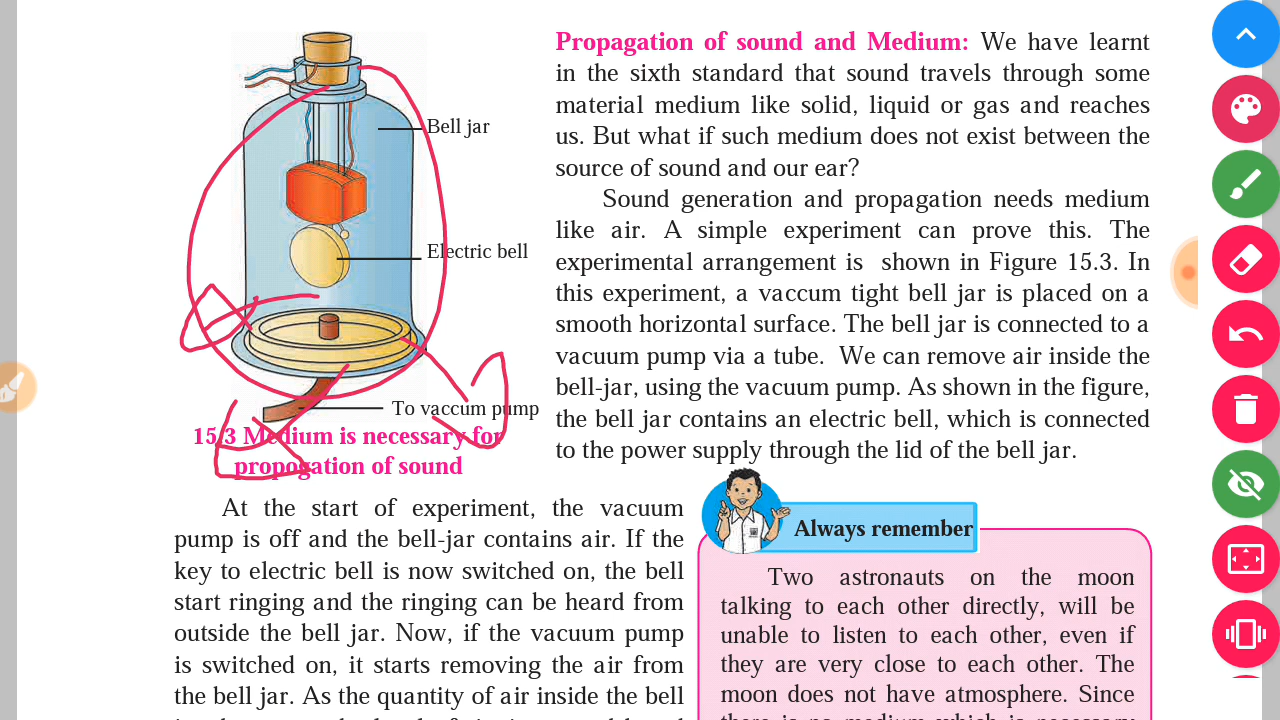 Bell jar
Electric bell
To vaccum pump
15.3 Medium is necessary for
propogation of sound
Propagation of sound and Medium: We have learnt
in the sixth standard that sound travels through some
material medium like solid, liquid or gas and reaches
us. But what if such medium does not exist between the
source of sound and our ear?
Sound generation and propagation needs medium
like air. A simple experiment can prove this. The
experimental arrangement is shown in Figure 15.3. In
this experiment, a vaccum tight bell jar is placed on a
smooth horizontal surface. The bell jar is connected to a
vacuum pump via a tube. We can remove air inside the
bell-jar, using the vacuum pump. As shown in the figure,
the bell jar contains an electric bell, which is connected
to the power supply through the lid of the bell jar.
At the start of experiment, the vacuum
pump is off and the bell-jar contains air. If the
key to electric bell is now switched on, the bell
start ringing and the ringing can be heard from
outside the bell jar. Now, if the vacuum pump
is switched on, it starts removing the air from
the bell jar. As the quantity of air inside the bell
Always remember
Two astronauts on the moon
talking to each other directly, will be
unable to listen to each other, even if
they are very close to each other. The
moon does not have atmosphere. Since